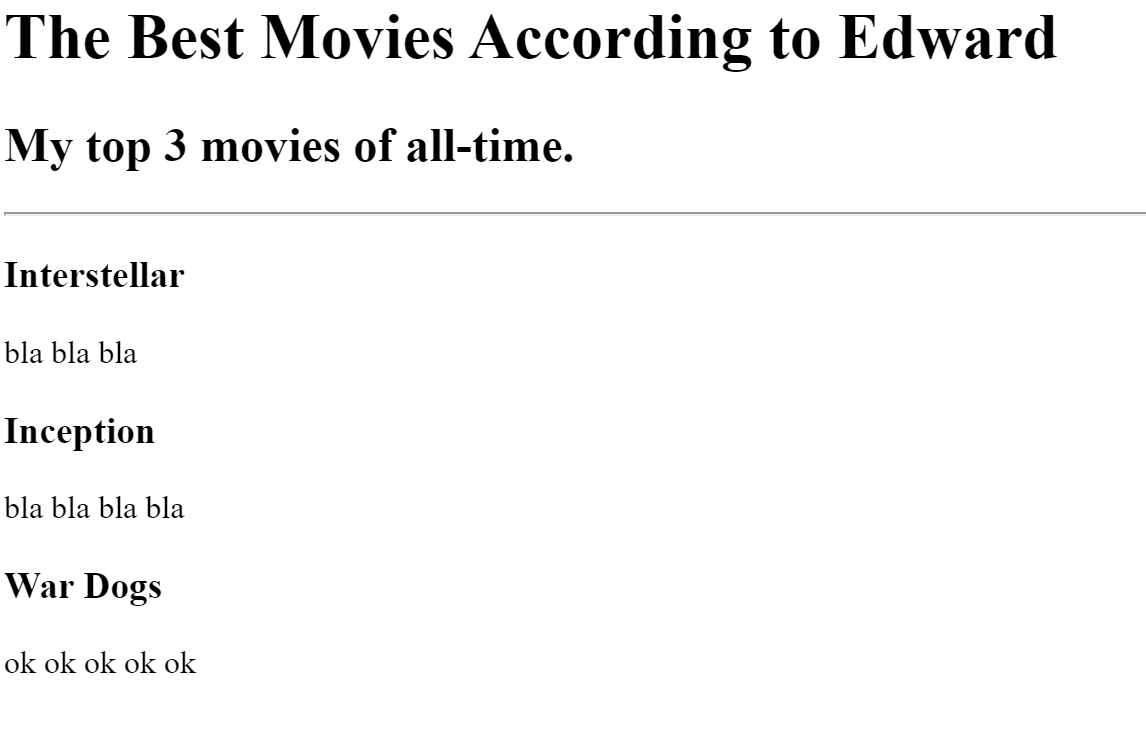 The Best Movies According to Edward
My top 3 movies of all-time.
Interstellar
bla bla bla
Inception
bla bla bla bla
War Dogs
ok ok ok ok ok